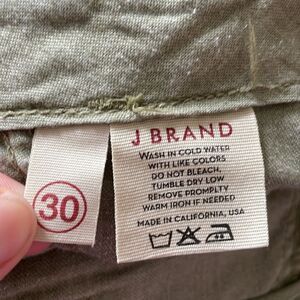 30
J BRAND
WASH IN COLD WATER
WITH LIKE COLORS
DO NOT BLEACH.
TUMBLE DRY LOW
REMOVE PROMPLTY
WARM IRON IF NEEDED
MADE IN CALIFORNIA, USA